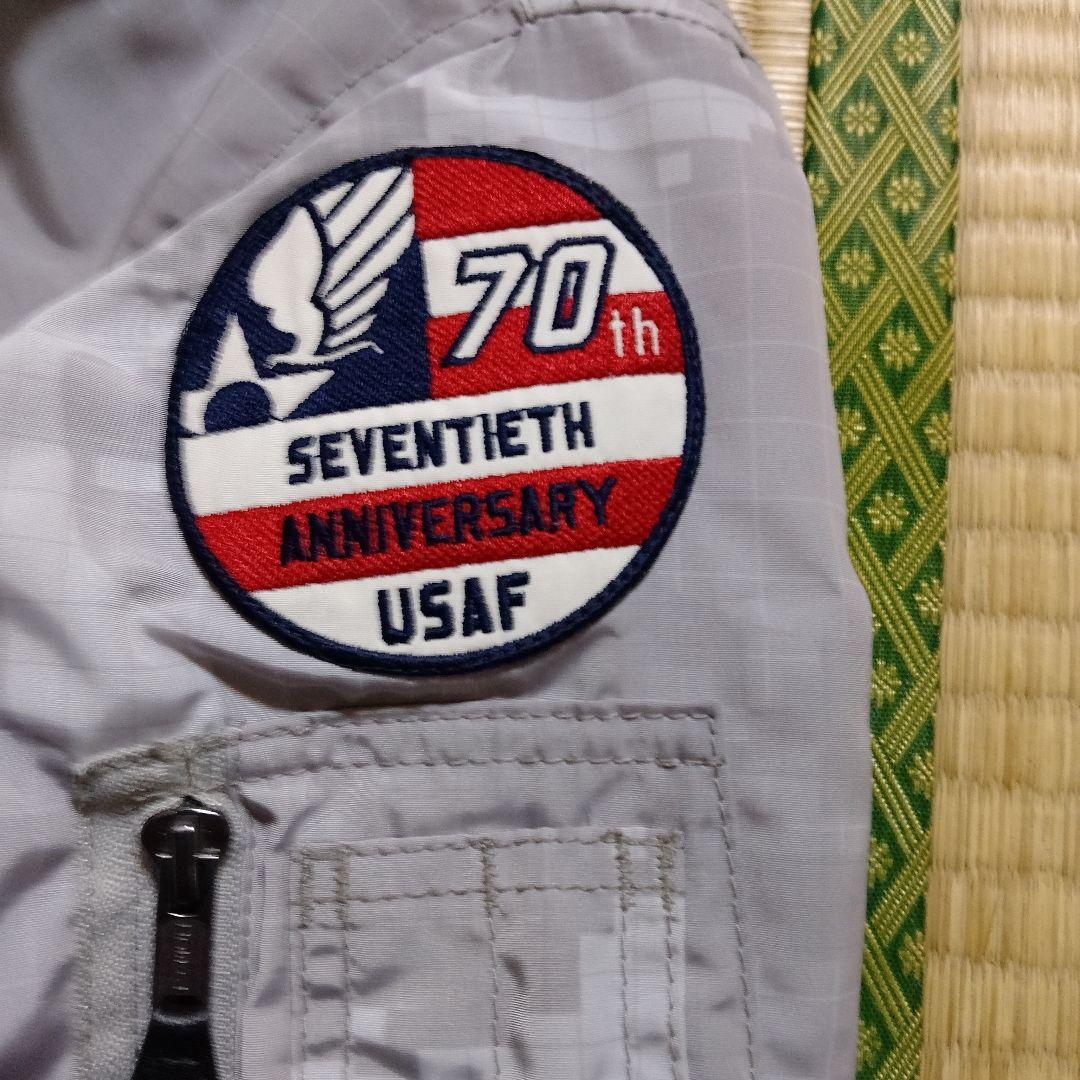 70th
SEVENTIETH
ANNIVERSARY
USAF